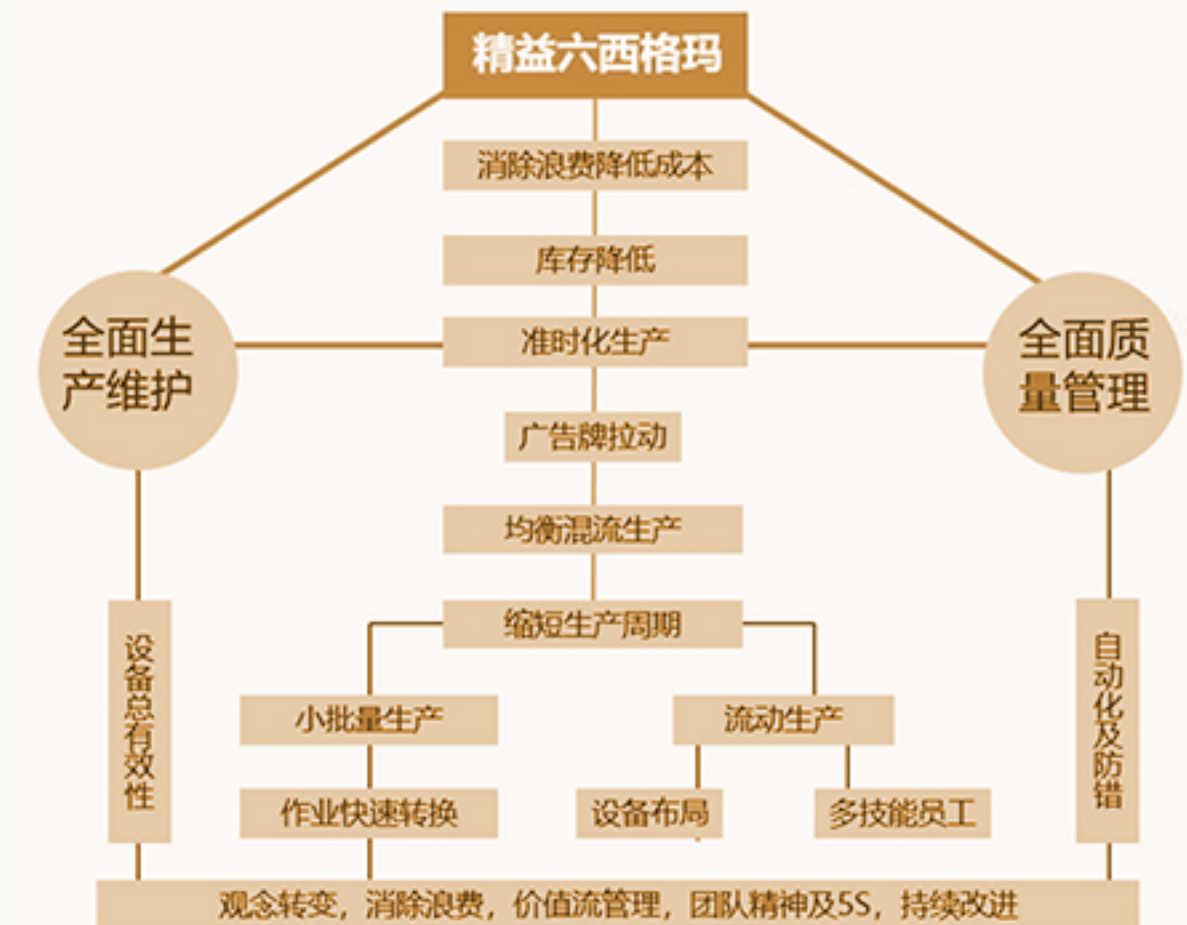 精益六西格玛
消除浪费降低成本
库存降低
全面生
产维护
准时化生产
全面质
量管理
广告牌拉动
均衡混流生产
缩短生产周期
设备总有效性
自动化及防错
小批量生产
流动生产
作业快速转换
设备布局
多技能员工
观念转变，消除浪费，价值流管理，团队精神及5S，持续改进